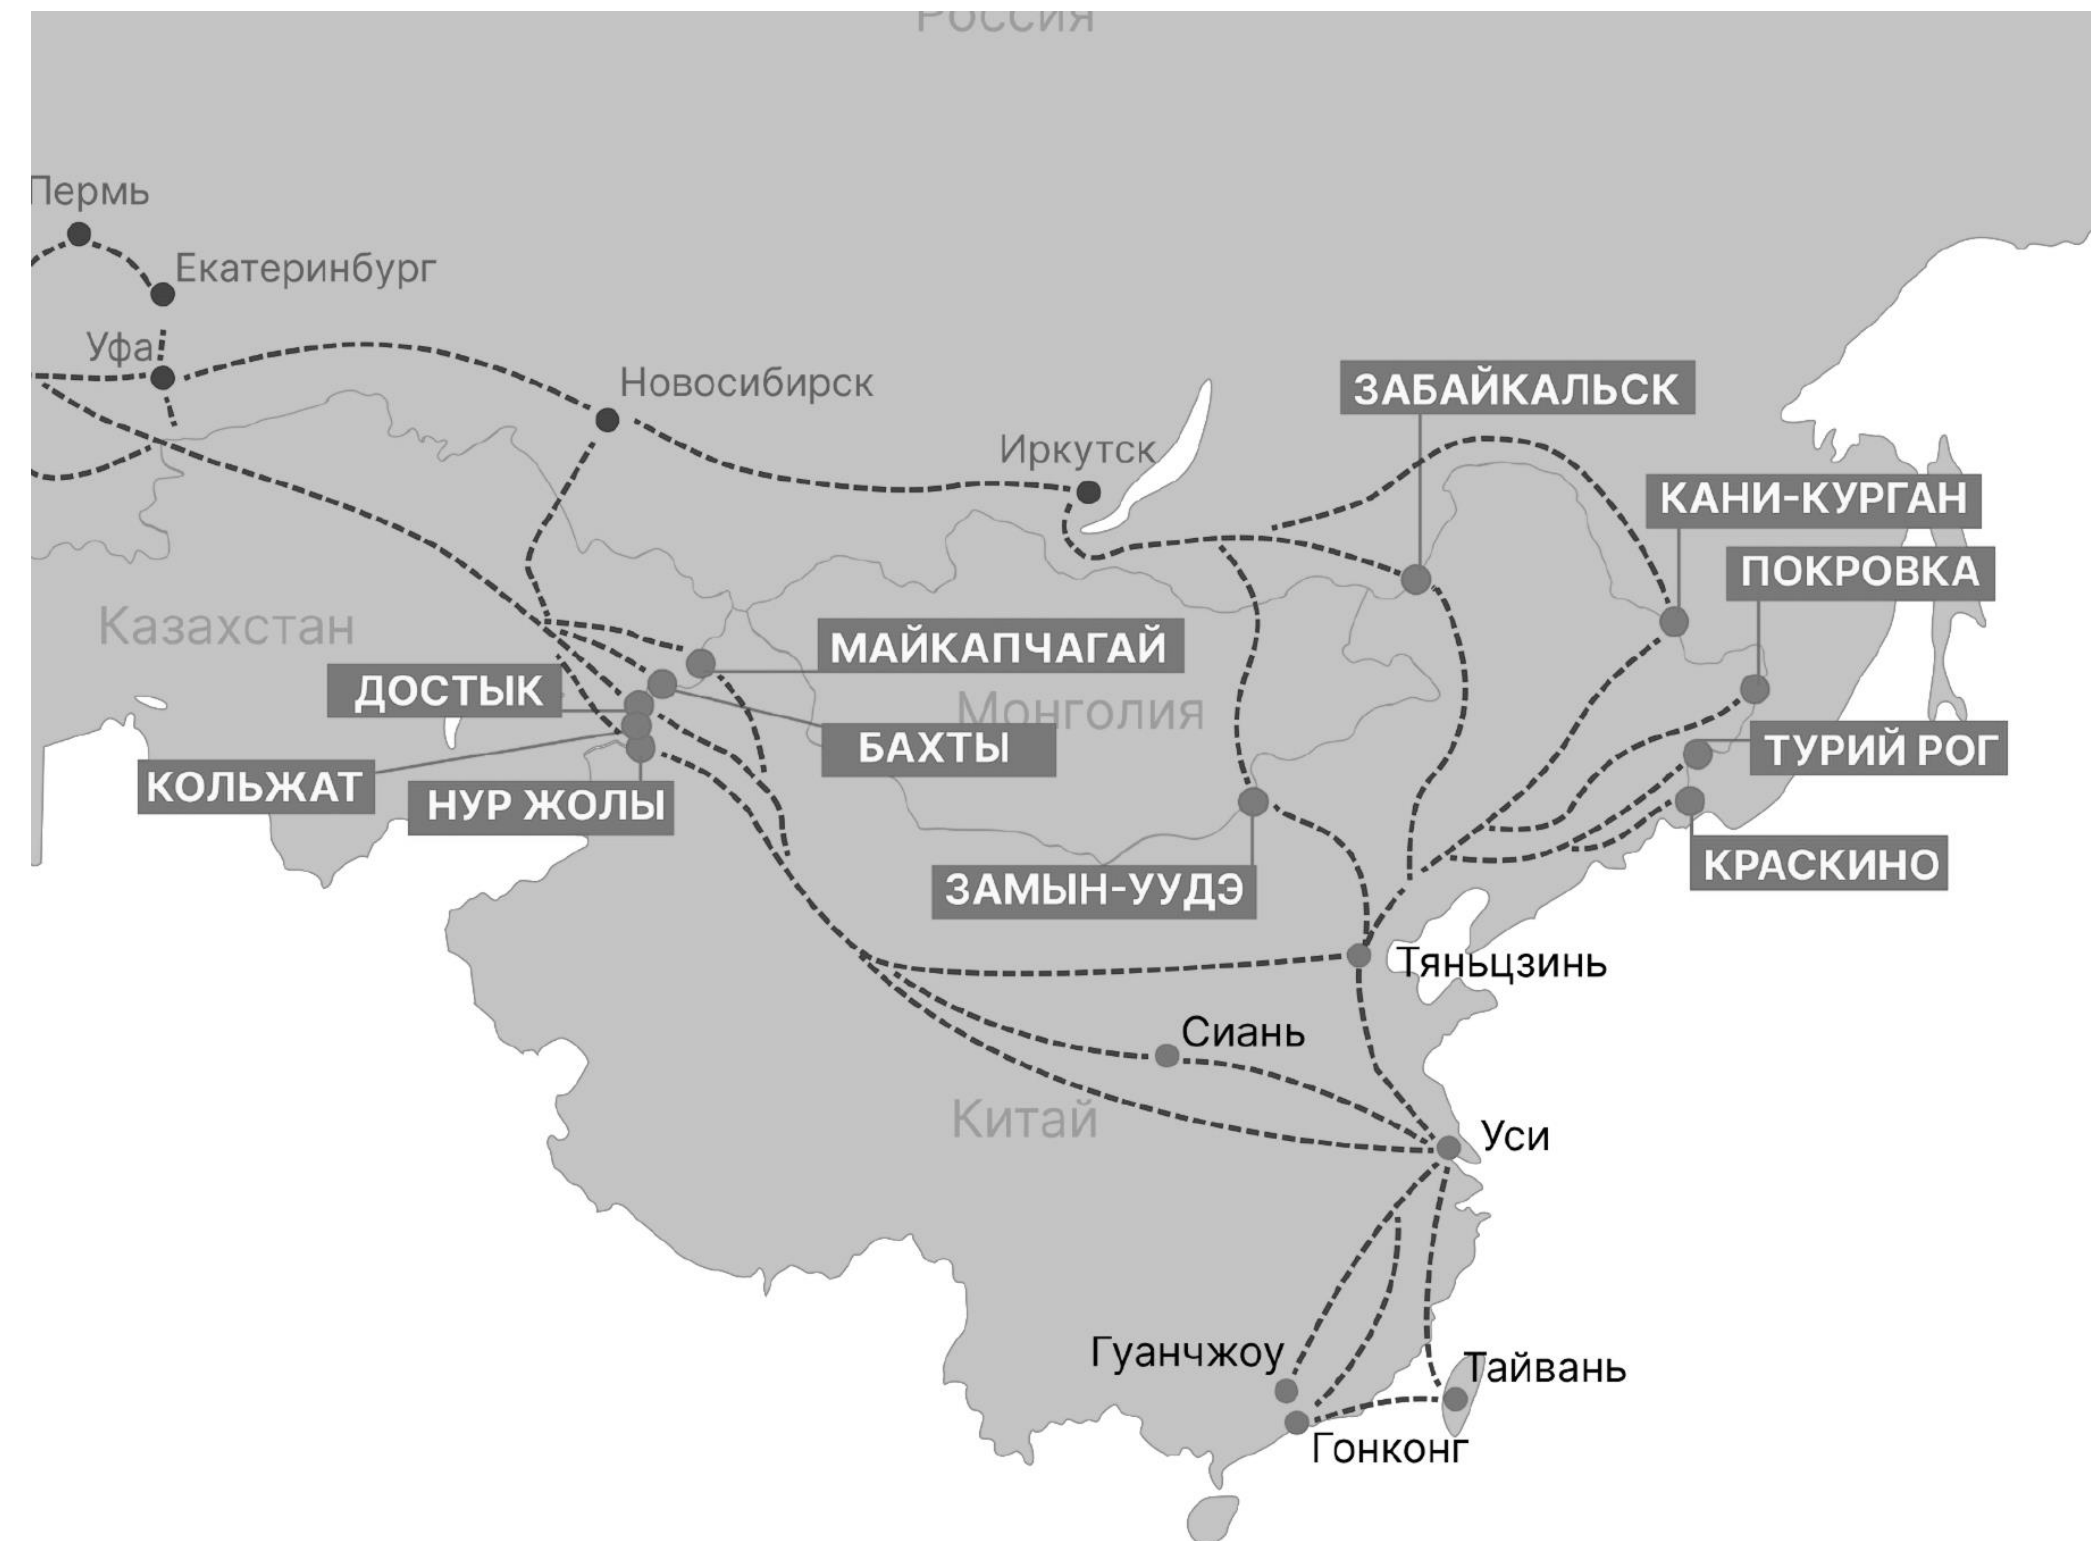 Россия
Пермь
Екатеринбург
Уфа
Новосибирск
ЗАБАЙКАЛЬСК
Иркутск
КАНИ-КУРГАН
ПОКРОВКА
Казахстан
МАЙКАПЧАГАЙ
ДОСТЫК
Монголия
БАХТЫ
ТУРИЙ РОГ
КОЛЬЖАТ
НУР ЖОЛЫ
КРАСКИНО
ЗАМЫН-УУДЭ
Тяньцзинь
Сиань
Китай
Уси
Гуанчжоу
Тайвань
Гонконг